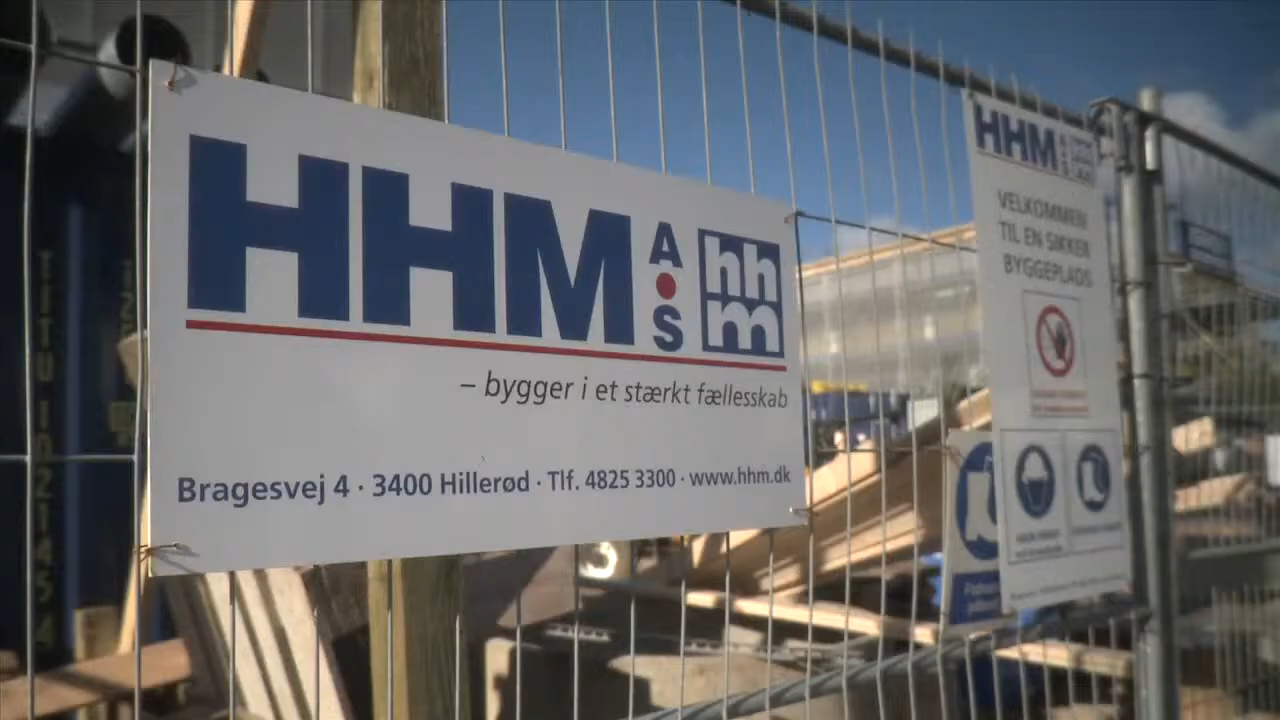 HHM A S hhm
– bygger i et stærkt fællesskab
Bragesvej 4 · 3400 Hillerød · Tlf. 4825 3300 · www.hhm.dk
HHM
VELKOMMEN
TIL EN SIKKER
BYGGEPLADS